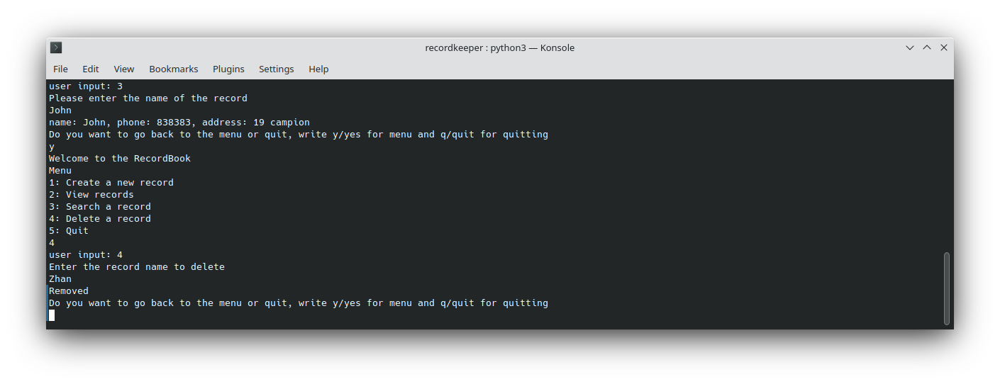 recordkeeper : python3 — Konsole
File Edit View Bookmarks Plugins Settings Help
user input: 3
Please enter the name of the record
John
name: John, phone: 838383, address: 19 campion
Do you want to go back to the menu or quit, write y/yes for menu and q/quit for quitting
y
Welcome to the RecordBook
Menu
1: Create a new record
2: View records
3: Search a record
4: Delete a record
5: Quit
4
user input: 4
Enter the record name to delete
Zhan
Removed
Do you want to go back to the menu or quit, write y/yes for menu and q/quit for quitting